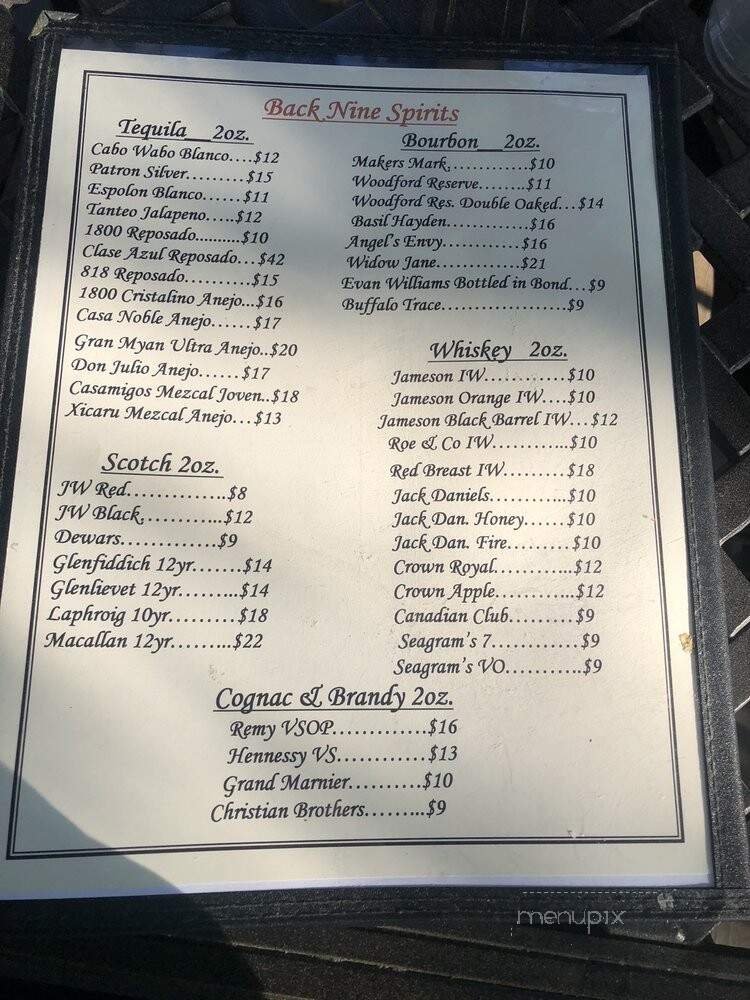 Back Nine Spirits
Tequila__2oz.
Cabo Wabo Blanco....$12
Patron Silver.........$15
Espolon Blanco......$11
Tanteo Jalapeno.....$12
1800 Reposado...........$10
Clase Azul Reposado...$42
818 Reposado..........$15
1800 Cristalino Anejo...$16
Casa Noble Anejo......$17
Gran Myan Ultra Anejo..$20
Don Julio Anejo......$17
Casamigos Mezcal Joven..$18
Xicaru Mezcal Anejo...$13
Scotch 2oz.
JW Red.............$8
JW Black...........$12
Dewars.............$9
Glenfiddich 12yr.......$14
Glenlievet 12yr.........$14
Laphroig 10yr.........$18
Macallan 12yr.........$22
Bourbon__2oz.
Makers Mark............$10
Woodford Reserve........$11
Woodford Res. Double Oaked...$14
Basil Hayden.............$16
Angel's Envy............$16
Widow Jane.............$21
Evan Williams Bottled in Bond...$9
Buffalo Trace...................$9
Whiskey 2oz.
Jameson IW............$10
Jameson Orange IW....$10
Jameson Black Barrel IW...$12
Roe & Co IW............$10
Red Breast IW.........$18
Jack Daniels............$10
Jack Dan. Honey......$10
Jack Dan. Fire.........$10
Crown Royal............$12
Crown Apple............$12
Canadian Club.........$9
Seagram's 7............$9
Seagram's VO...........$9
Cognac & Brandy 2oz.
Remy VSOP.............$16
Hennessy VS............$13
Grand Marnier..........$10
Christian Brothers.........$9
menupix